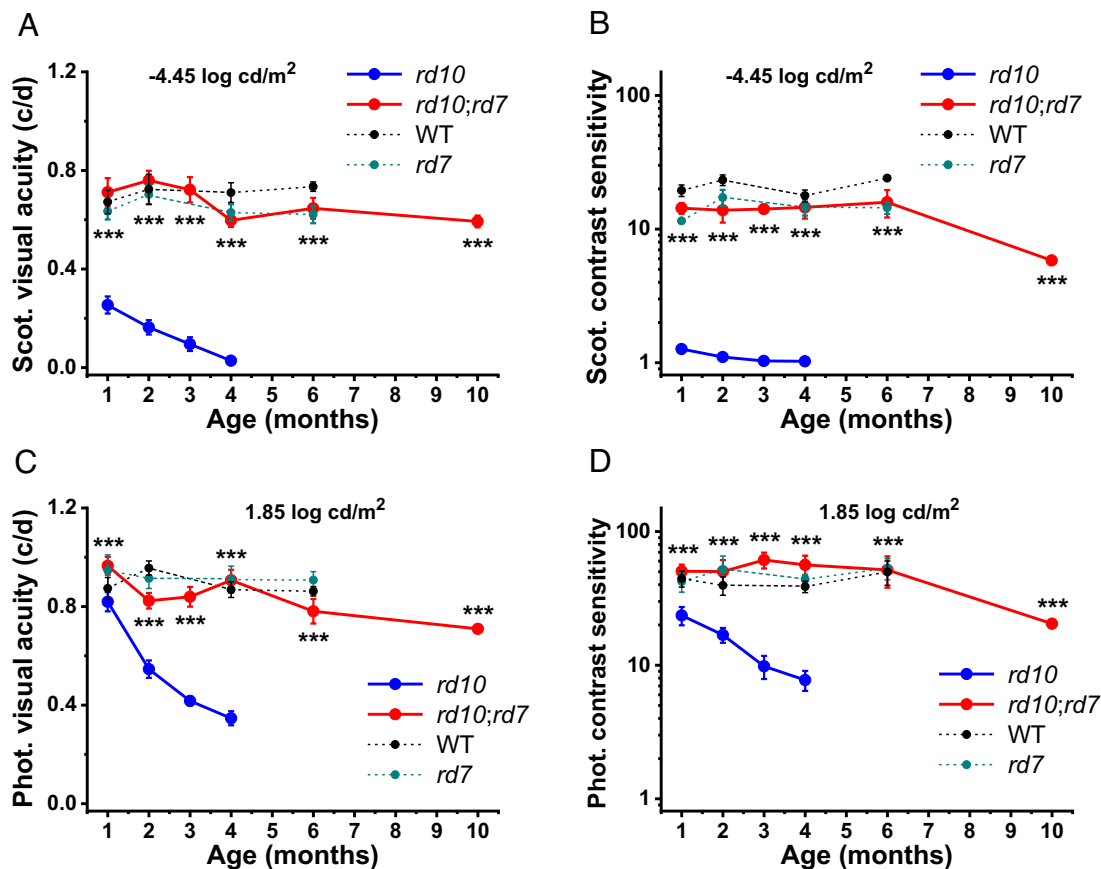 A
Scot. visual acuity (c/d)
1.2
0.8
0.4
0.0
-4.45 log cd/m²
rd10
rd10;rd7
WT
rd7
*** *** *** *** *** ***
1 2 3 4 5 6 7 8 9 10
Age (months)
B
Scot. contrast sensitivity
100
10
1
-4.45 log cd/m²
rd10
rd10;rd7
WT
rd7
*** *** *** *** *** ***
1 2 3 4 5 6 7 8 9 10
Age (months)
C
Phot. visual acuity (c/d)
1.2
0.8
0.4
0.0
1.85 log cd/m²
*** *** *** *** *** ***
rd10
rd10;rd7
WT
rd7
1 2 3 4 5 6 7 8 9 10
Age (months)
D
Phot. contrast sensitivity
100
10
1
1.85 log cd/m²
*** *** *** *** *** ***
rd10
rd10;rd7
WT
rd7
1 2 3 4 5 6 7 8 9 10
Age (months)